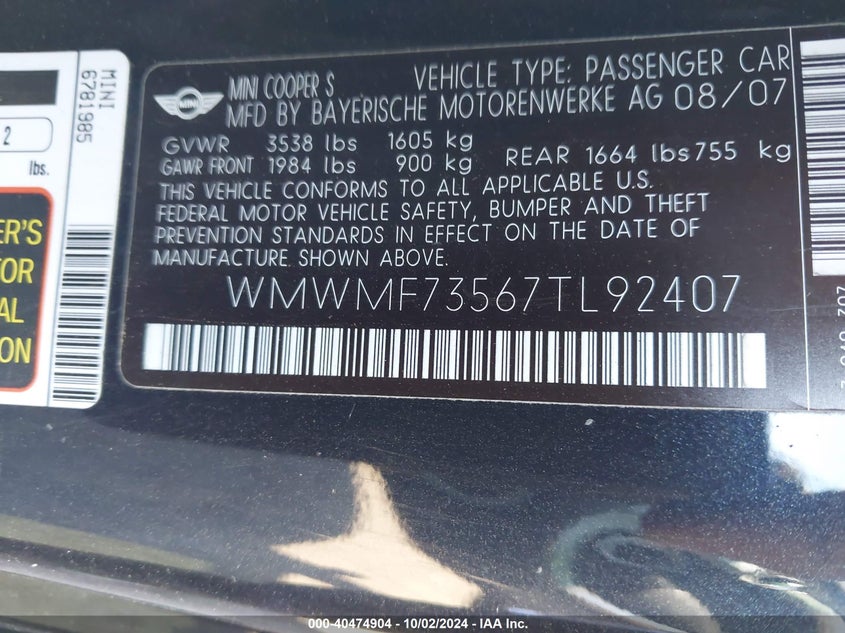 MINI
6781985
2
lbs.
ER'S
TOR
AL
ON
MINI
MINI COOPER S VEHICLE TYPE: PASSENGER CAR
MFD BY BAYERISCHE MOTORENWERKE AG 08/07
GVWR 3538 lbs 1605 kg
GAWR FRONT 1984 lbs 900 kg REAR 1664 lbs 755 kg
THIS VEHICLE CONFORMS TO ALL APPLICABLE U.S.
FEDERAL MOTOR VEHICLE SAFETY, BUMPER AND THEFT
PREVENTION STANDARDS IN EFFECT ON THE DATE OF
MANUFACTURE SHOWN ABOVE.
WMWMF73567TL92407
000-40474904 - 10/02/2024 - IAA Inc.